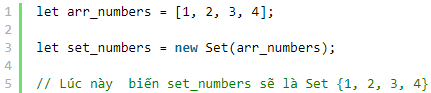 1 let arr_numbers = [1, 2, 3, 4];
2
3 let set_numbers = new Set(arr_numbers);
4
5 // Lúc này  biến set_numbers sẽ là Set {1, 2, 3, 4}